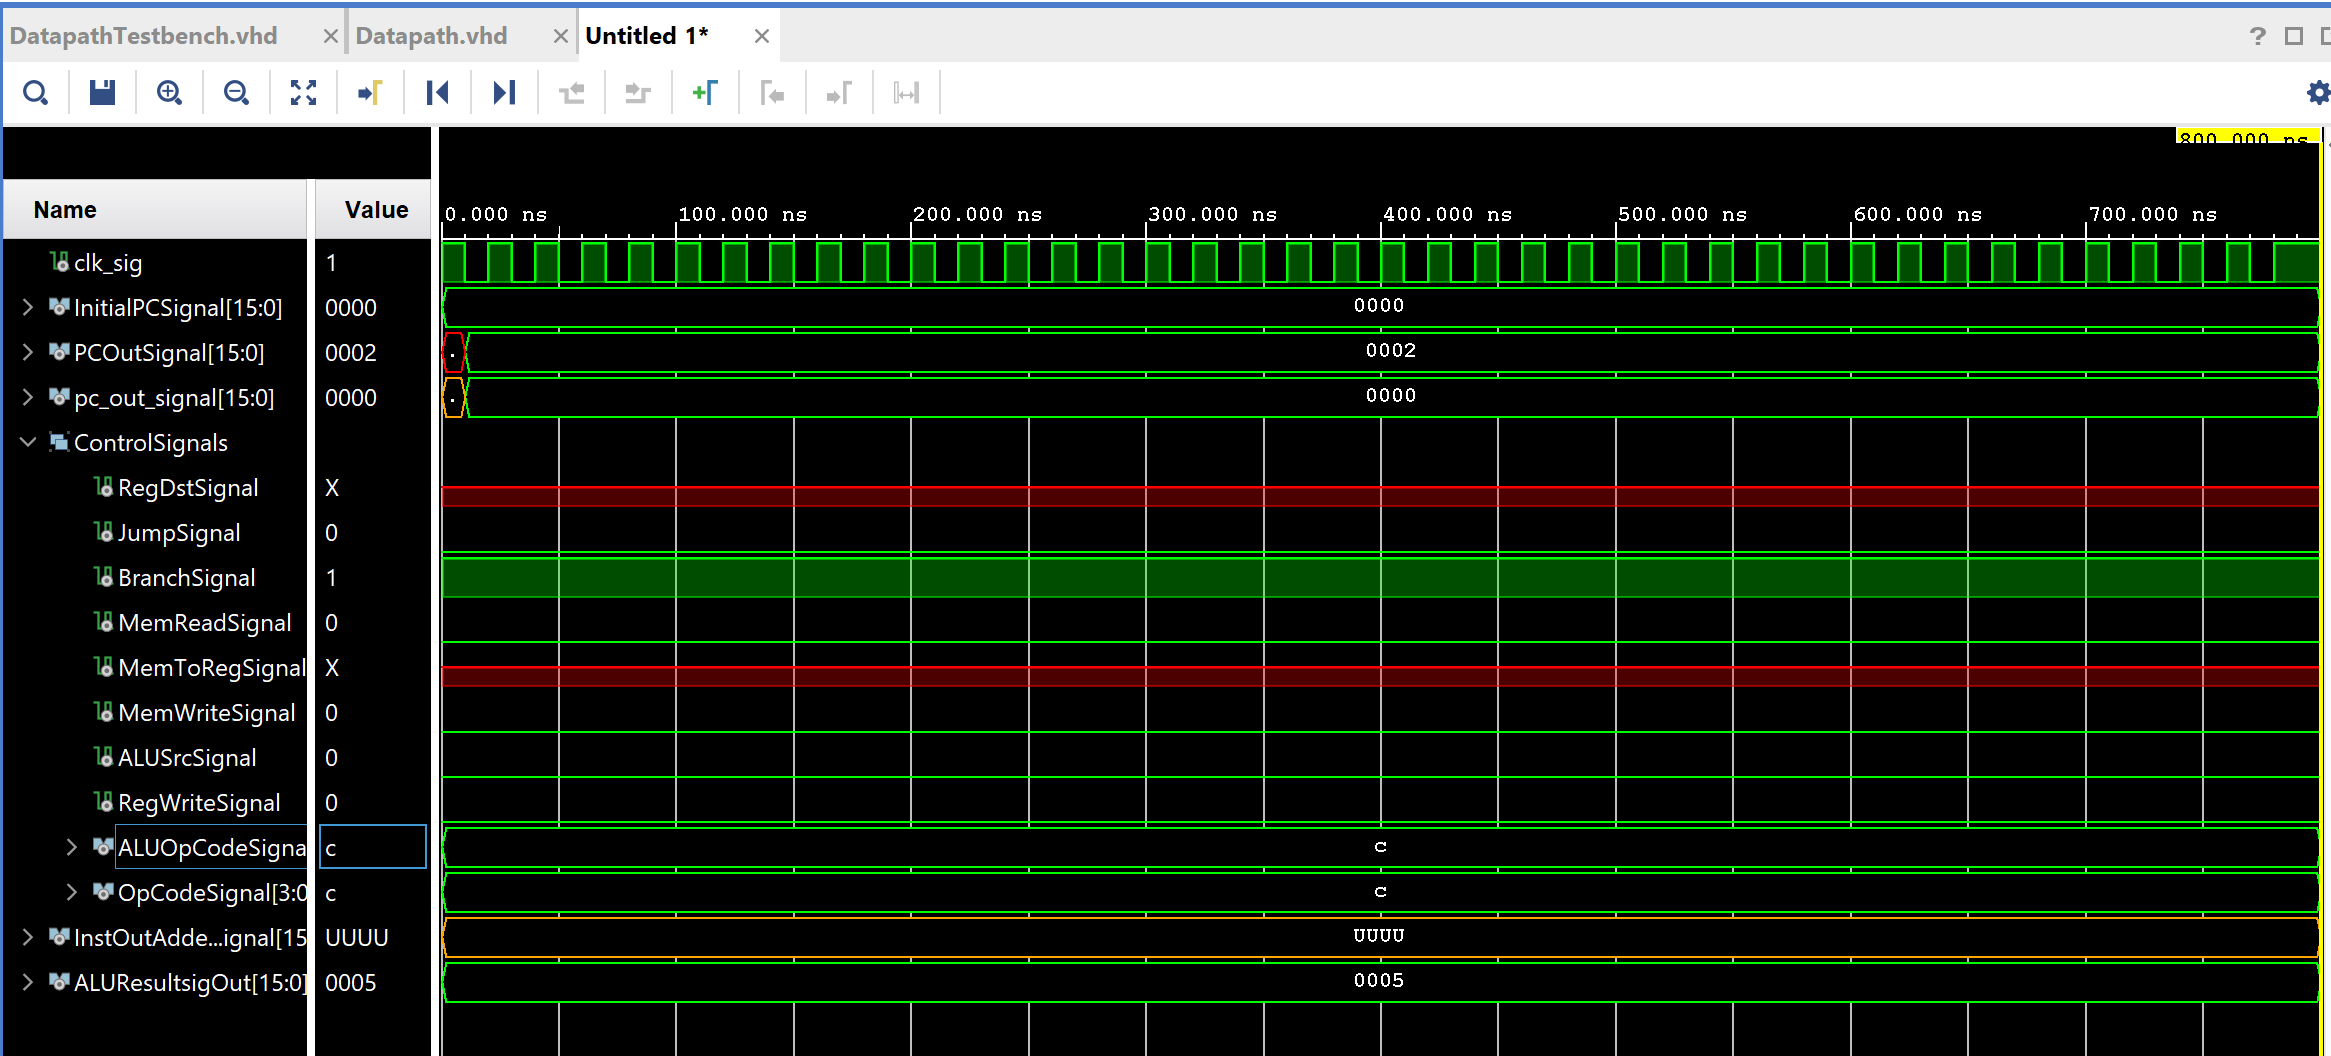 DatapathTestbench.vhd Datapath.vhd Untitled 1*
800.000 ns
Name Value 0.000 ns 100.000 ns 200.000 ns 300.000 ns 400.000 ns 500.000 ns 600.000 ns 700.000 ns
clk_sig 1
InitialPCSignal[15:0] 0000 0000
PCOutSignal[15:0] 0002 . 0002
pc_out_signal[15:0] 0000 . 0000
ControlSignals
RegDstSignal X
JumpSignal 0
BranchSignal 1
MemReadSignal 0
MemToRegSignal X
MemWriteSignal 0
ALUSrcSignal 0
RegWriteSignal 0
ALUOpCodeSigna c c
OpCodeSignal[3:0 c c
InstOutAdde...ignal[15 UUUU UUUU
ALUResultsigOut[15:0] 0005 0005